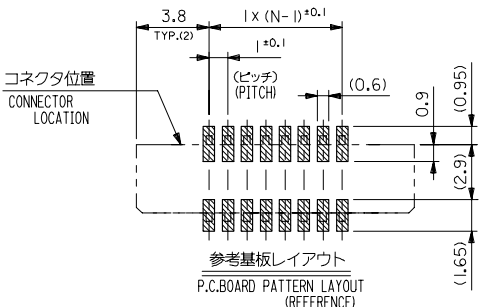 3.8
TYP.(2)
1×(N-1)±0.1
1±0.1
(ピッチ)
(PITCH)
(0.6)
0.9
(0.95)
(2.9)
(1.65)
コネクタ位置
CONNECTOR
LOCATION
参考基板レイアウト
P.C.BOARD PATTERN LAYOUT
(REFERENCE)